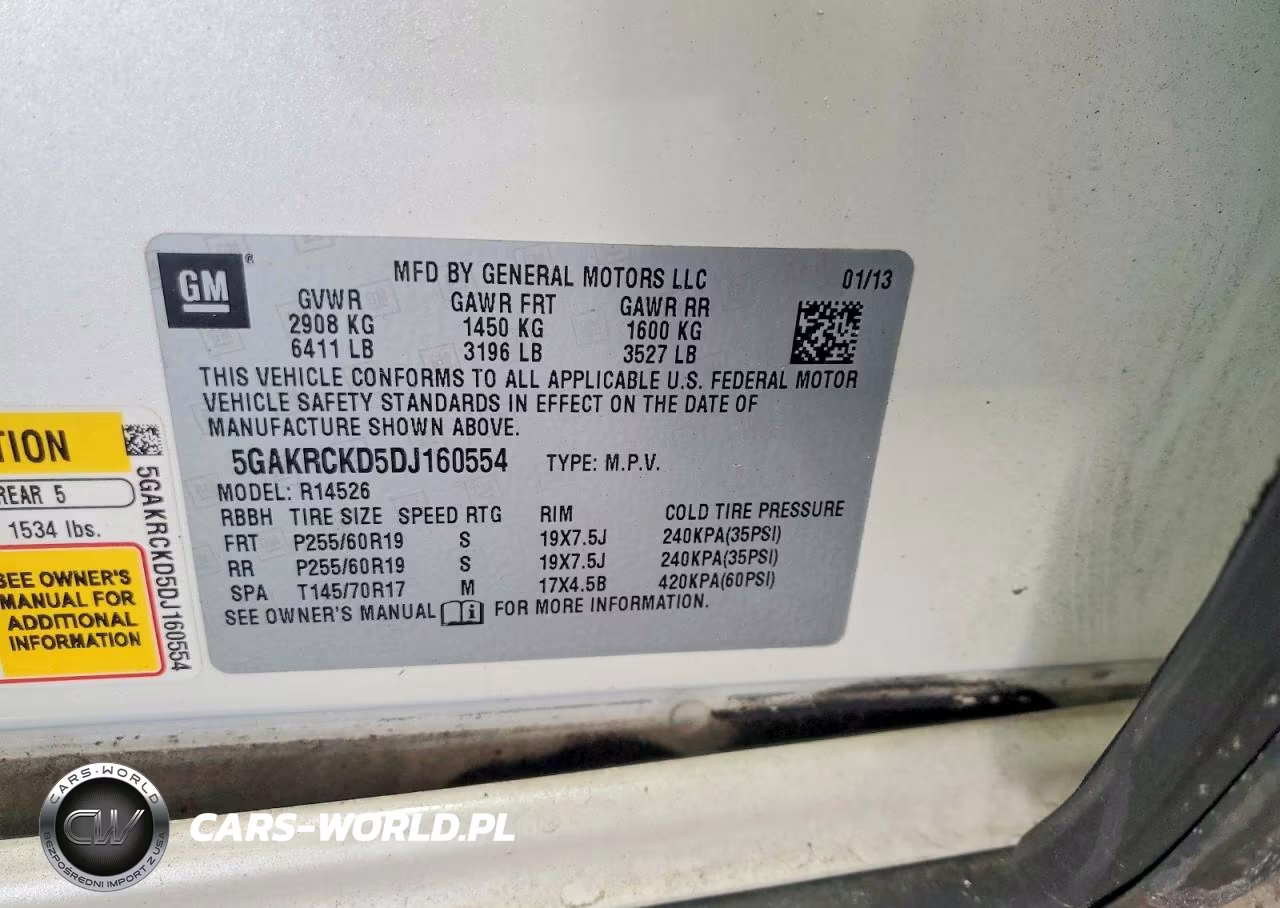 GM ®
MFD BY GENERAL MOTORS LLC 01/13
GVWR GAWR FRT GAWR RR
2908 KG 1450 KG 1600 KG
6411 LB 3196 LB 3527 LB
THIS VEHICLE CONFORMS TO ALL APPLICABLE U.S. FEDERAL MOTOR
VEHICLE SAFETY STANDARDS IN EFFECT ON THE DATE OF
MANUFACTURE SHOWN ABOVE.
5GAKRCKD5DJ160554 TYPE: M.P.V.
MODEL: R14526
RBBH TIRE SIZE SPEED RTG RIM COLD TIRE PRESSURE
FRT P255/60R19 S 19X7.5J 240KPA(35PSI)
RR P255/60R19 S 19X7.5J 240KPA(35PSI)
SPA T145/70R17 M 17X4.5B 420KPA(60PSI)
SEE OWNER'S MANUAL i FOR MORE INFORMATION.
TION
REAR 5
1534 lbs.
SEE OWNER'S
MANUAL FOR
ADDITIONAL
INFORMATION
5GAKRCKD5DJ160554
CARS-WORLD
CW
BEZPOŚREDNI IMPORT Z USA
CARS-WORLD.PL